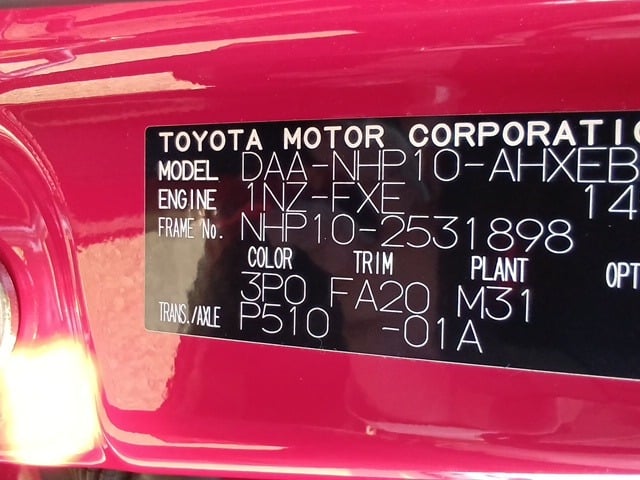 TOYOTA MOTOR CORPORATI
MODEL DAA-NHP10-AHXEB
ENGINE 1NZ-FXE 14
FRAME No. NHP10-2531898
COLOR TRIM PLANT OPT
3P0 FA20 M31
TRANS./AXLE P510 -01A